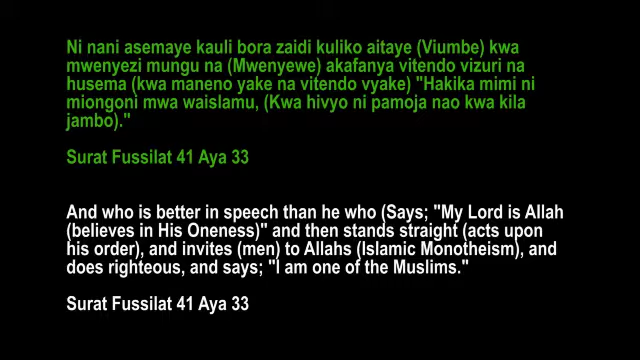 Ni nani asemaye kauli bora zaidi kuliko aitaye (Viumbe) kwa
mwenyezi mungu na (Mwenyewe) akafanya vitendo vizuri na
husema (kwa maneno yake na vitendo vyake) "Hakika mimi ni
miongoni mwa waislamu, (Kwa hivyo ni pamoja nao kwa kila
jambo)."
Surat Fussilat 41 Aya 33
And who is better in speech than he who (Says; "My Lord is Allah
(believes in His Oneness)" and then stands straight (acts upon
his order), and invites (men) to Allahs (Islamic Monotheism), and
does righteous, and says; "I am one of the Muslims."
Surat Fussilat 41 Aya 33